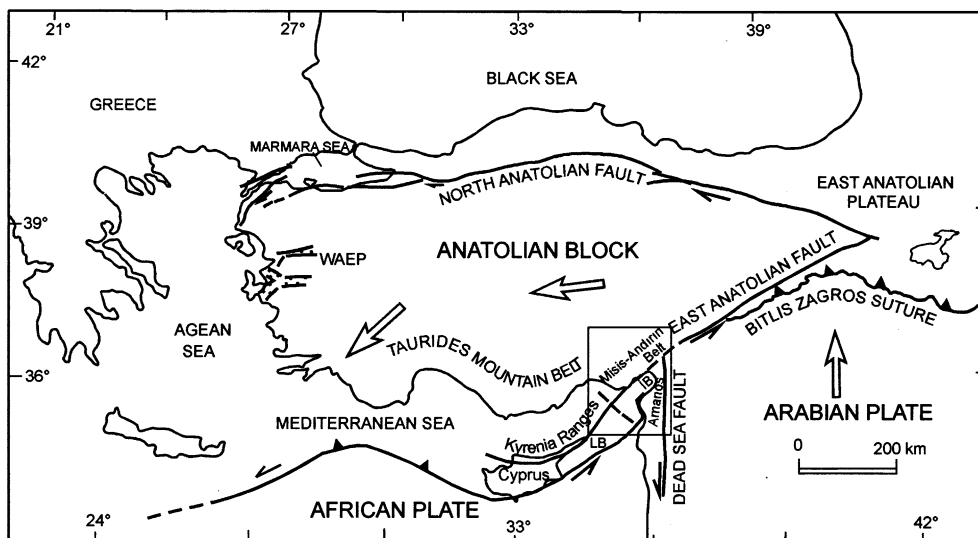 21°
27°
33°
39°
42°
BLACK SEA
GREECE
MARMARA SEA
NORTH ANATOLIAN FAULT
EAST ANATOLIAN
PLATEAU
39°
ANATOLIAN BLOCK
WAEP
EAST ANATOLIAN FAULT
BITLIS ZAGROS SUTURE
AGEAN
SEA
TAURIDES MOUNTAIN BELT
Misis-Andırın
Belt
36°
IB
Amanos
DEAD SEA FAULT
ARABIAN PLATE
MEDITERRANEAN SEA
Kyrenia Ranges
LB
0
200 km
Cyprus
AFRICAN PLATE
24°
33°
42°